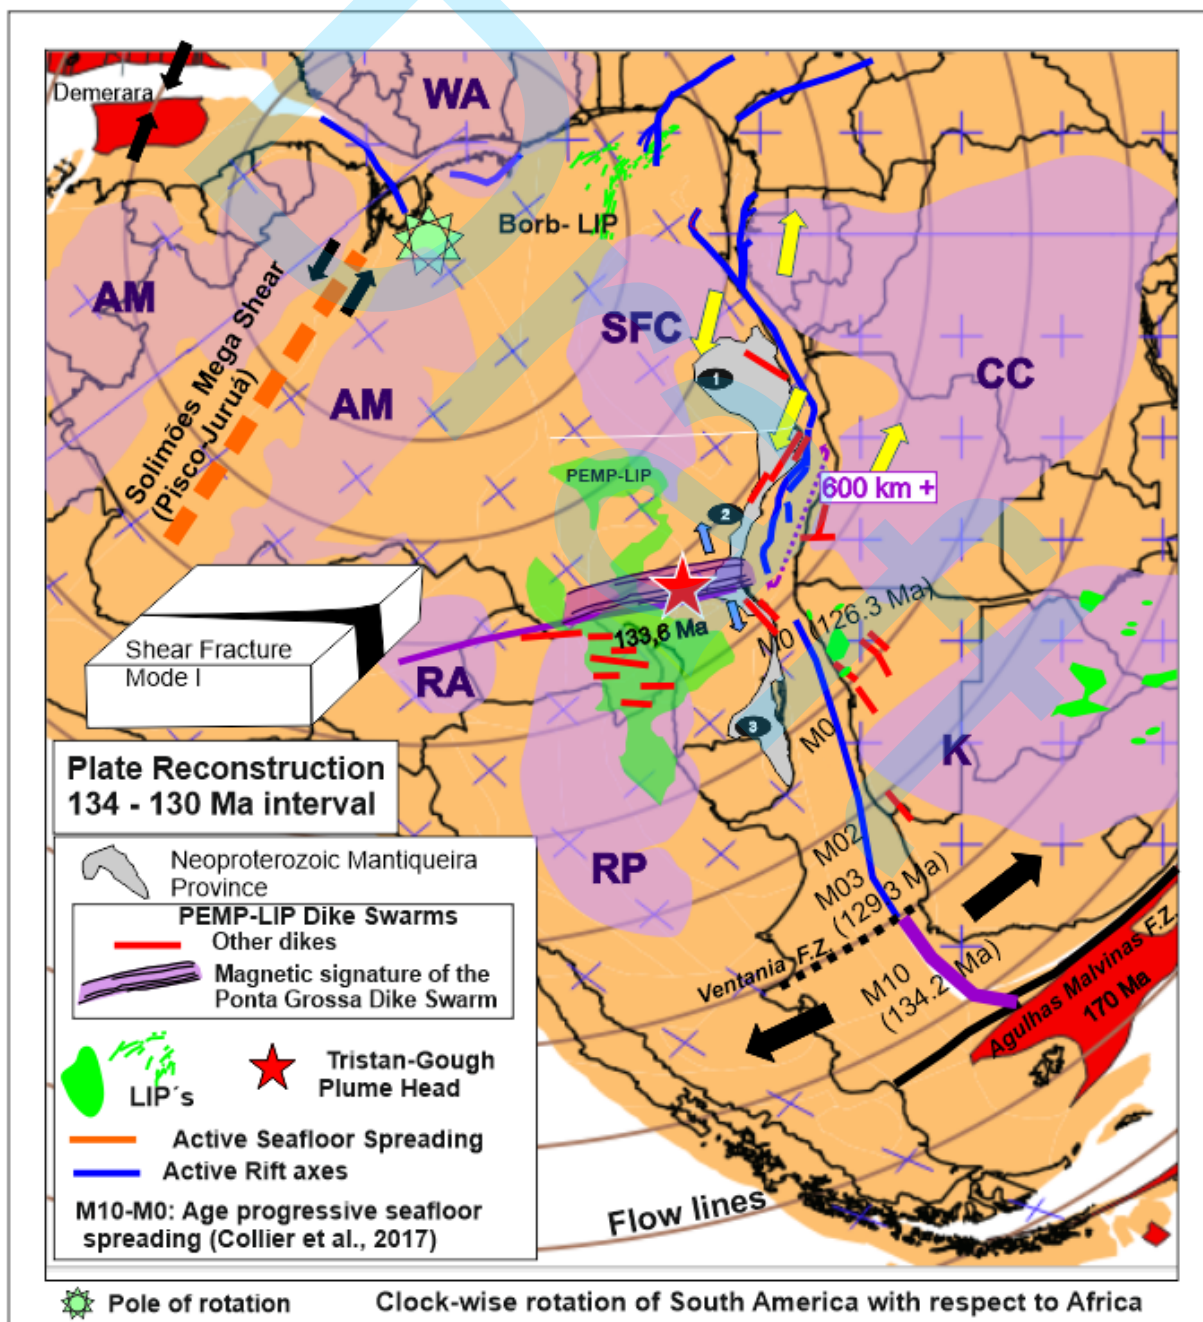 Demerara
WA
Borb- LIP
AM
Solimões Mega Shear
(Pisco-Juruá)
AM
SFC
CC
1
PEMP-LIP
600 km +
2
133,6 Ma
M0 (126.3 Ma)
Shear Fracture
Mode I
RA
M0
3
K
Plate Reconstruction
134 - 130 Ma interval
RP
M02
M03
(129.3 Ma)
Ventania F.Z.
M10
(134.2 Ma)
Agulhas Malvinas F.Z.
170 Ma
Neoproterozoic Mantiqueira
Province
PEMP-LIP Dike Swarms
Other dikes
Magnetic signature of the
Ponta Grossa Dike Swarm
LIP´s
Tristan-Gough
Plume Head
Active Seafloor Spreading
Active Rift axes
M10-M0: Age progressive seafloor
spreading (Collier et al., 2017)
Flow lines
Pole of rotation
Clock-wise rotation of South America with respect to Africa